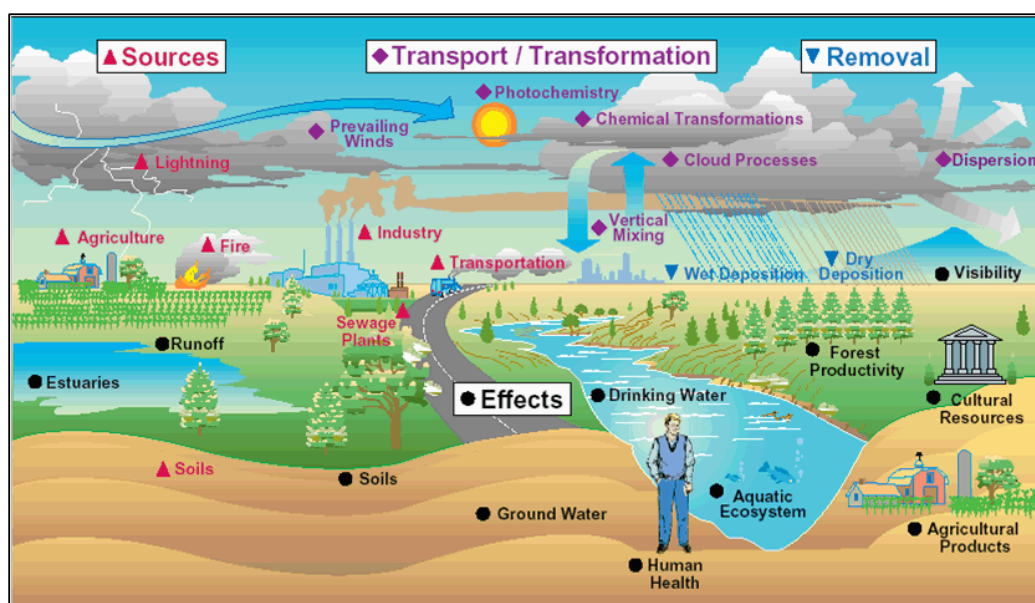 Sources
Transport / Transformation
Removal
Photochemistry
Prevailing
Winds
Chemical Transformations
Lightning
Cloud Processes
Dispersion
Agriculture
Fire
Industry
Vertical
Mixing
Transportation
Wet Deposition
Dry
Deposition
Visibility
Sewage
Plants
Runoff
Estuaries
Effects
Drinking Water
Forest
Productivity
Cultural
Resources
Soils
Soils
Ground Water
Aquatic
Ecosystem
Agricultural
Products
Human
Health